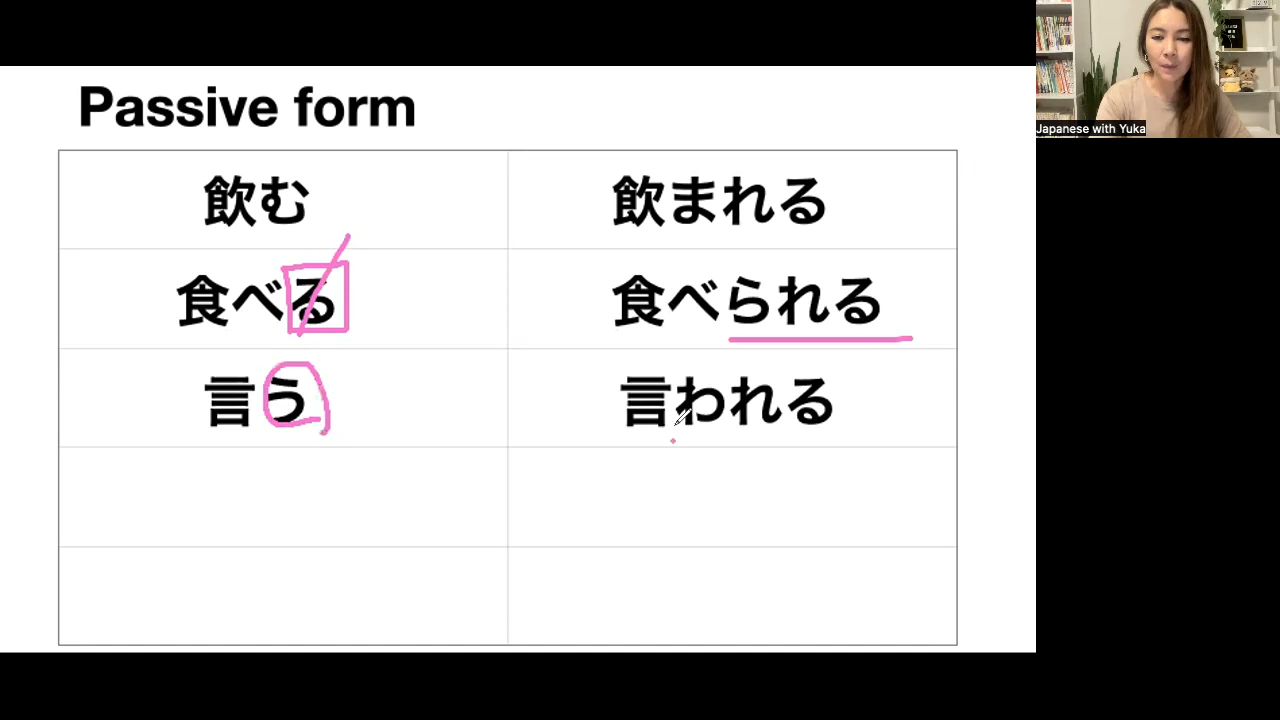 Passive form
飲む 飲まれる
食べる 食べられる
言う 言われる
Japanese with Yuka